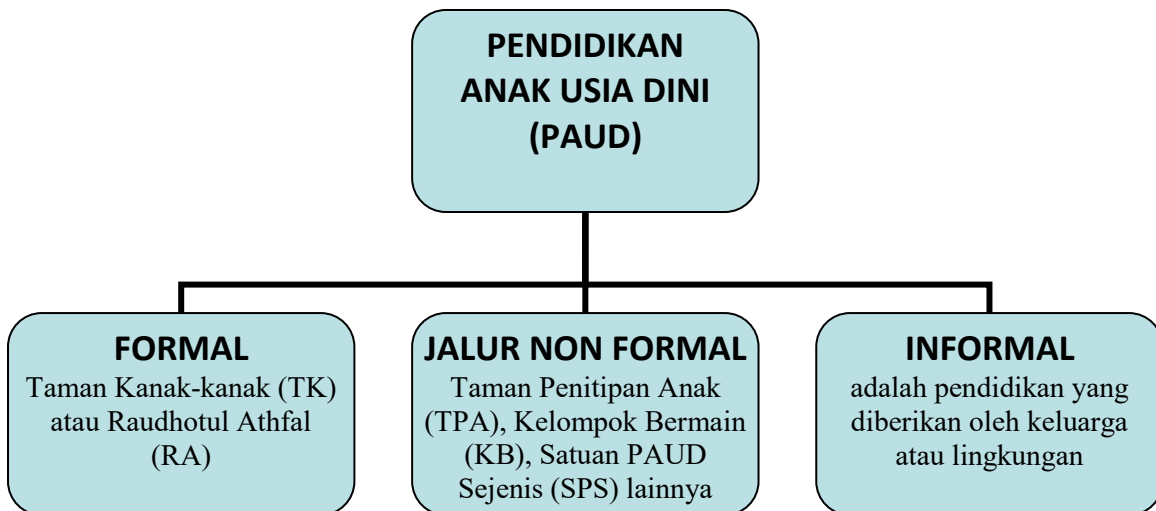 PENDIDIKAN
ANAK USIA DINI
(PAUD)
FORMAL
Taman Kanak-kanak (TK)
atau Raudhotul Athfal
(RA)
JALUR NON FORMAL
Taman Penitipan Anak
(TPA), Kelompok Bermain
(KB), Satuan PAUD
Sejenis (SPS) lainnya
INFORMAL
adalah pendidikan yang
diberikan oleh keluarga
atau lingkungan